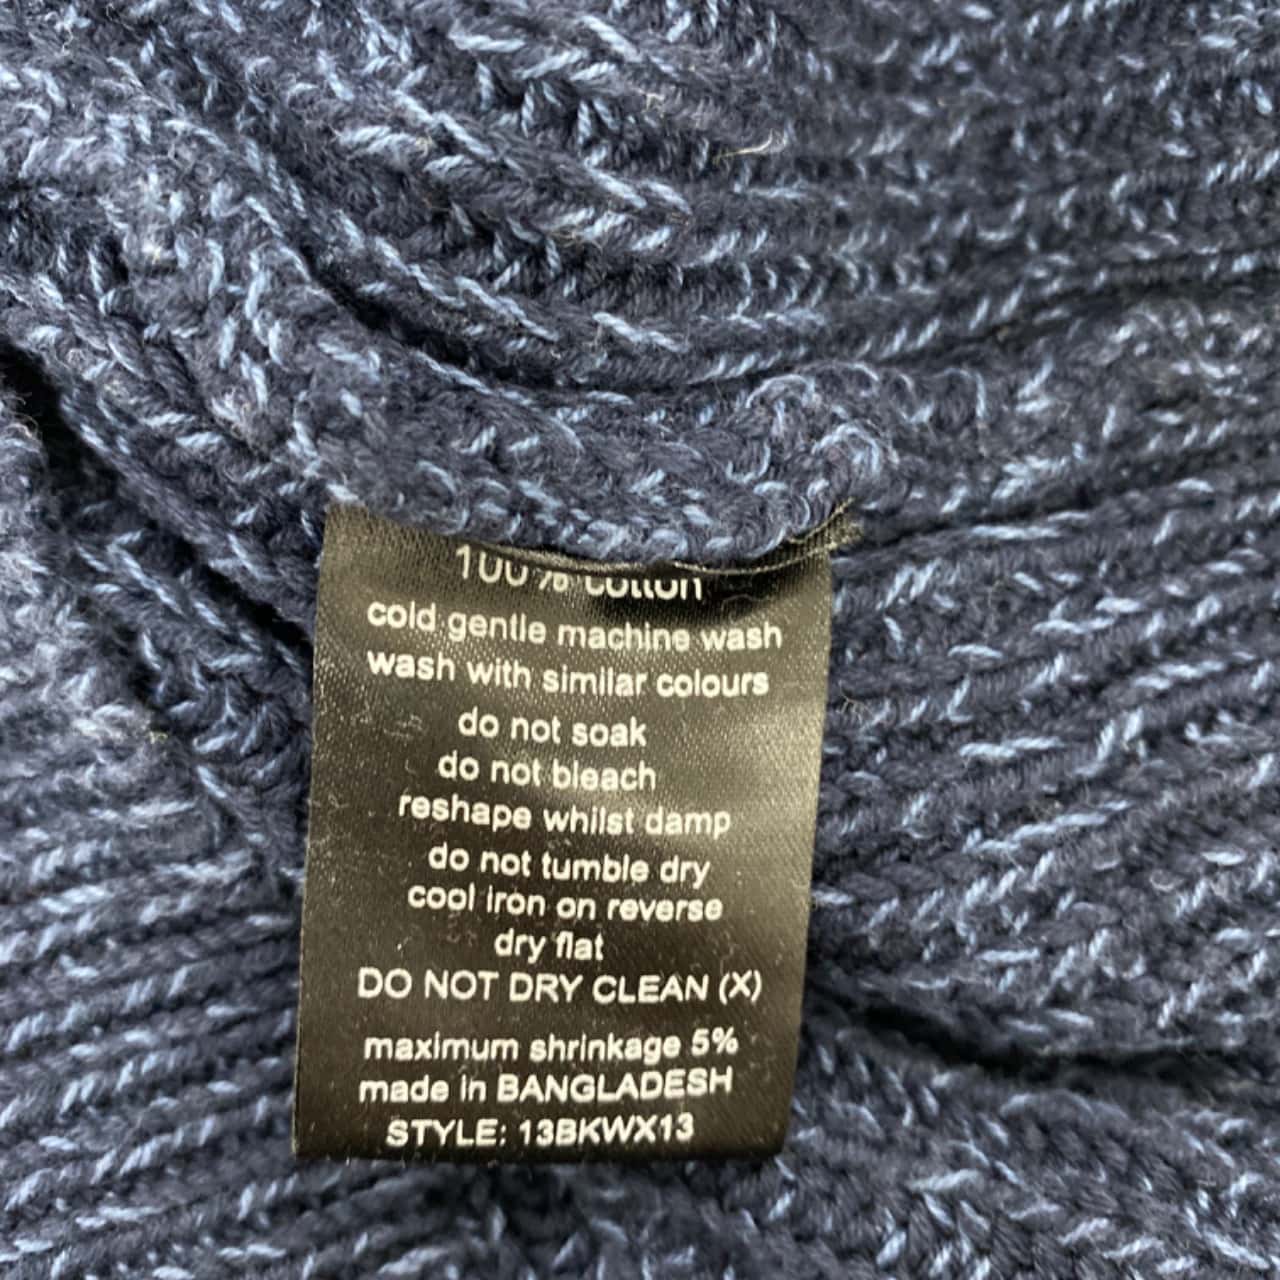 100% cotton
cold gentle machine wash
wash with similar colours
do not soak
do not bleach
reshape whilst damp
do not tumble dry
cool iron on reverse
dry flat
DO NOT DRY CLEAN (X)
maximum shrinkage 5%
made in BANGLADESH
STYLE: 13BKWX13